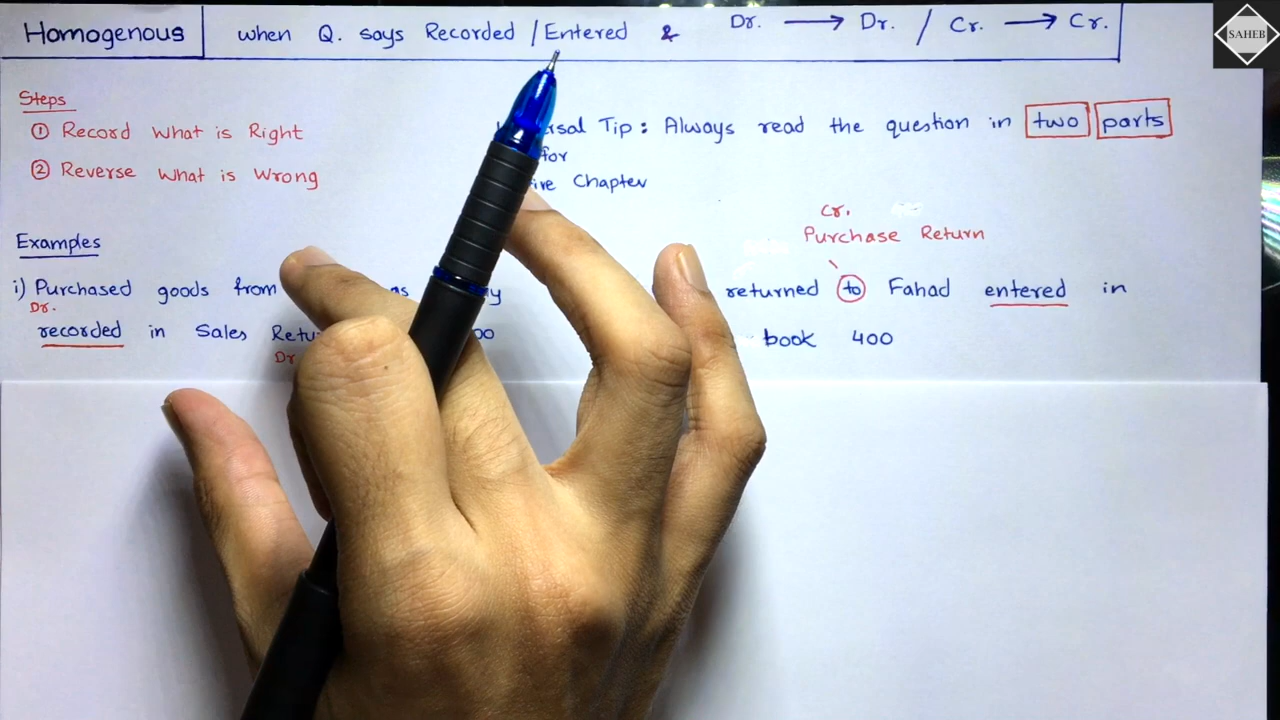 Homogenous when Q. says Recorded / Entered & Dr. → Dr. / Cr. → Cr.
SAHEB
Steps
① Record what is Right
② Reverse what is Wrong
Tip: Always read the question in two parts
for
Chapter
Examples
Cr.
Purchase Return
i) Purchased goods from
Dr.
recorded in Sales
Dr
returned to Fahad entered in
book 400